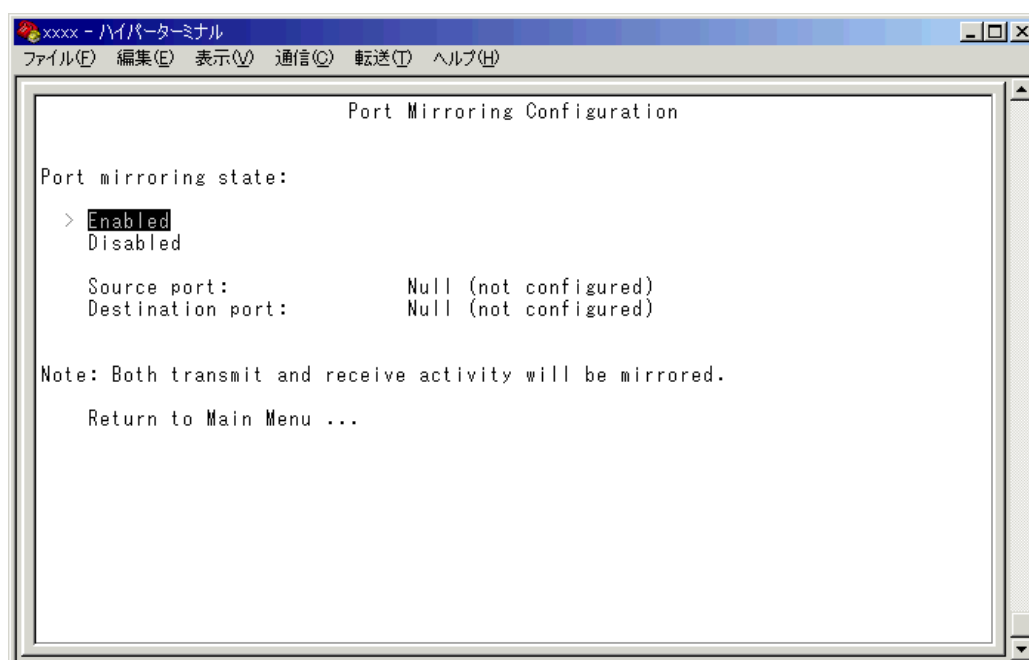 xxxx - ハイパーターミナル
ファイル(F) 編集(E) 表示(V) 通信(C) 転送(T) ヘルプ(H)
Port Mirroring Configuration
Port mirroring state:
> Enabled
Disabled
Source port: Null (not configured)
Destination port: Null (not configured)
Note: Both transmit and receive activity will be mirrored.
Return to Main Menu ...